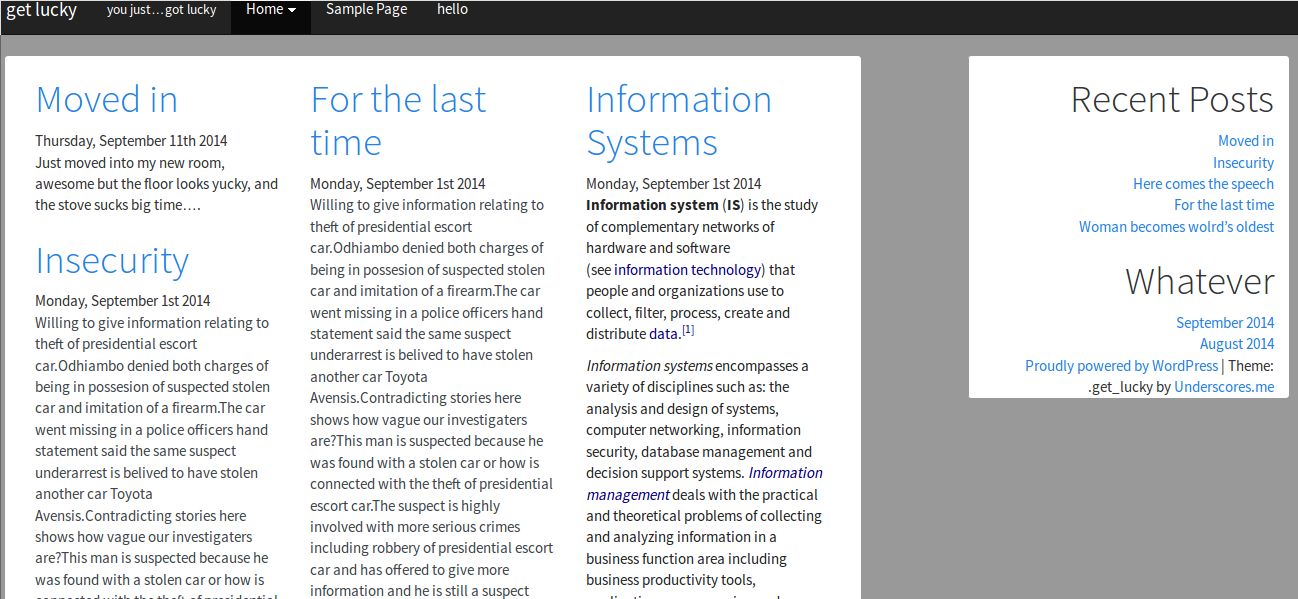 get lucky
you just…got lucky
Home
Sample Page
hello
Moved in
Thursday, September 11th 2014
Just moved into my new room,
awesome but the floor looks yucky, and
the stove sucks big time….
Insecurity
Monday, September 1st 2014
Willing to give information relating to
theft of presidential escort
car.Odhiambo denied both charges of
being in possesion of suspected stolen
car and imitation of a firearm.The car
went missing in a police officers hand
statement said the same suspect
underarrest is belived to have stolen
another car Toyota
Avensis.Contradicting stories here
shows how vague our investigaters
are?This man is suspected because he
was found with a stolen car or how is
connected with the theft of presidential
For the last
time
Monday, September 1st 2014
Willing to give information relating to
theft of presidential escort
car.Odhiambo denied both charges of
being in possesion of suspected stolen
car and imitation of a firearm.The car
went missing in a police officers hand
statement said the same suspect
underarrest is belived to have stolen
another car Toyota
Avensis.Contradicting stories here
shows how vague our investigaters
are?This man is suspected because he
was found with a stolen car or how is
connected with the theft of presidential
escort car.The suspect is highly
involved with more serious crimes
including robbery of presidential escort
car and has offered to give more
information and he is still a suspect
Information
Systems
Monday, September 1st 2014
Information system (IS) is the study
of complementary networks of
hardware and software
(see information technology) that
people and organizations use to
collect, filter, process, create and
distribute data.[1]
Information systems encompasses a
variety of disciplines such as: the
analysis and design of systems,
computer networking, information
security, database management and
decision support systems. Information
management deals with the practical
and theoretical problems of collecting
and analyzing information in a
business function area including
business productivity tools,
Recent Posts
Moved in
Insecurity
Here comes the speech
For the last time
Woman becomes wolrd's oldest
Whatever
September 2014
August 2014
Proudly powered by WordPress | Theme:
.get_lucky by Underscores.me